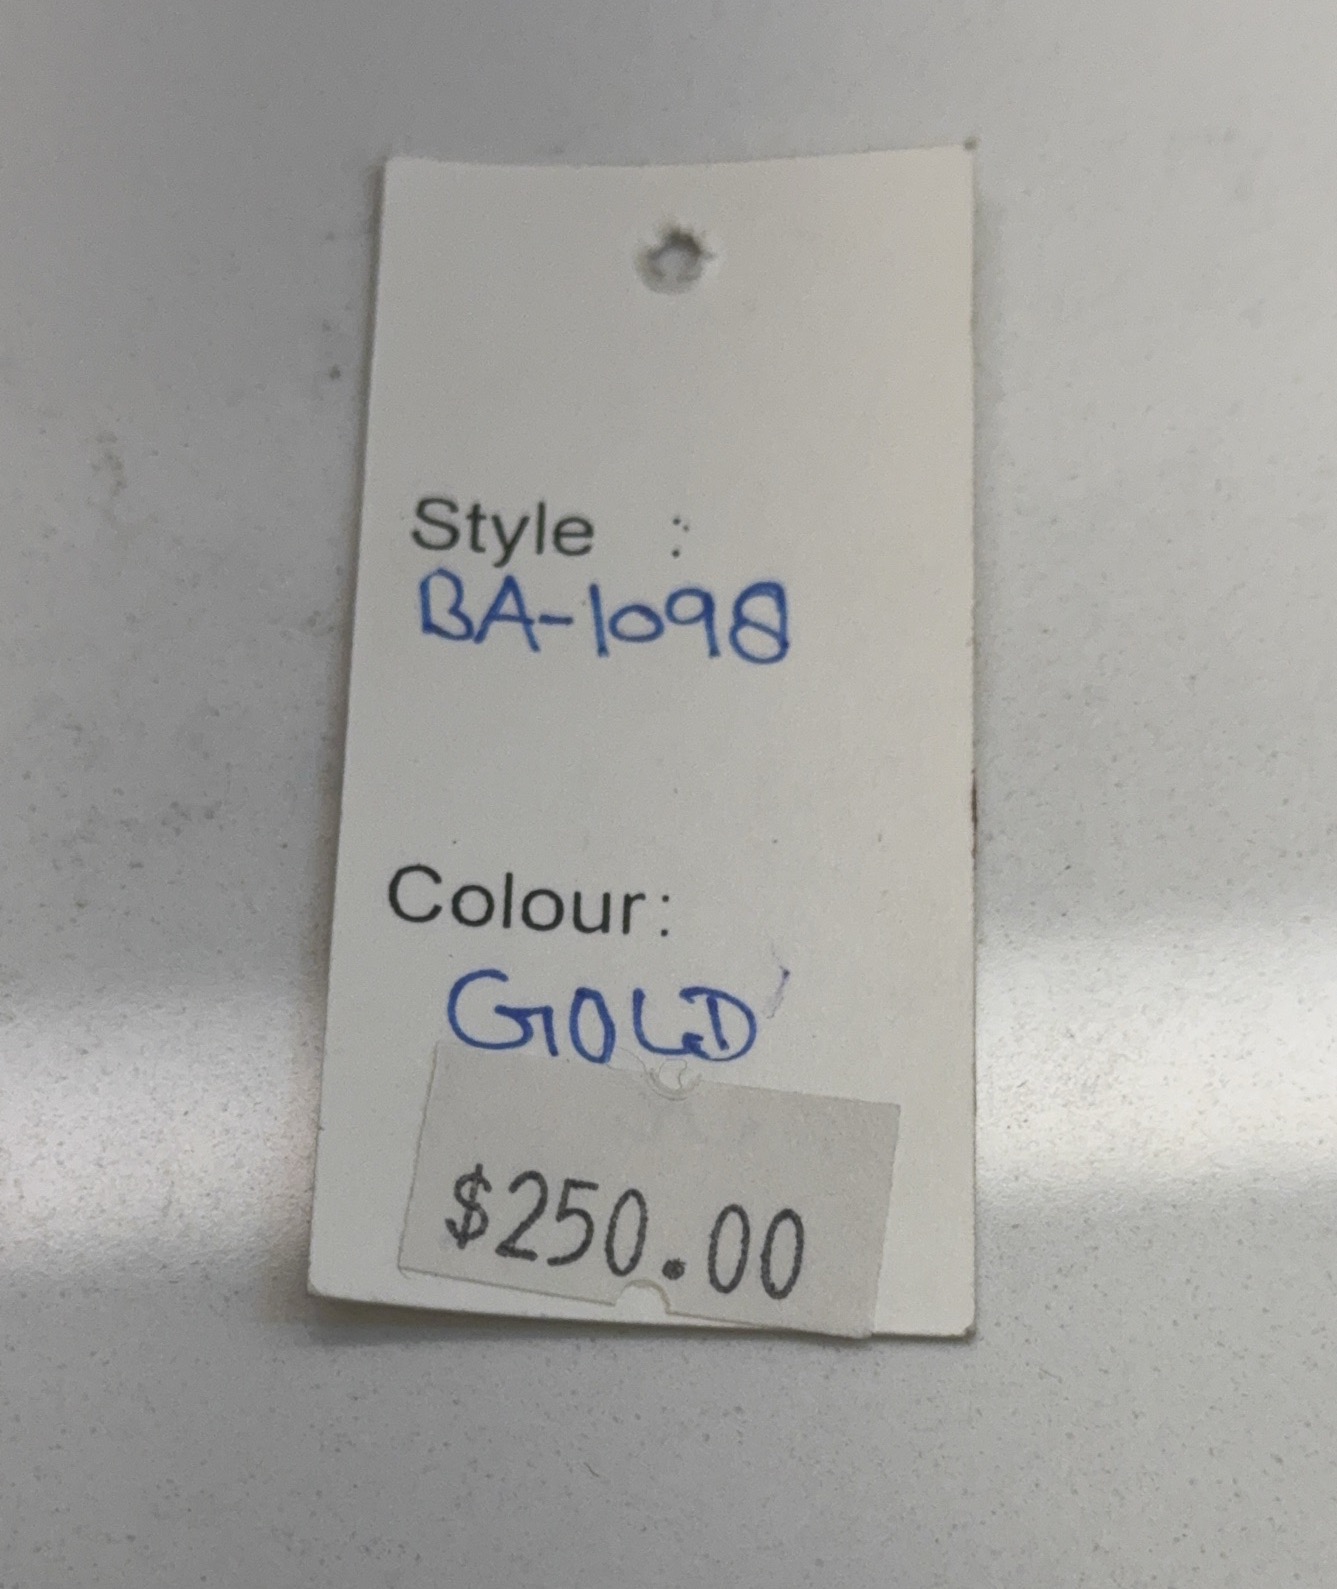 Style :
BA-1098
Colour:
GOLD
$250.00